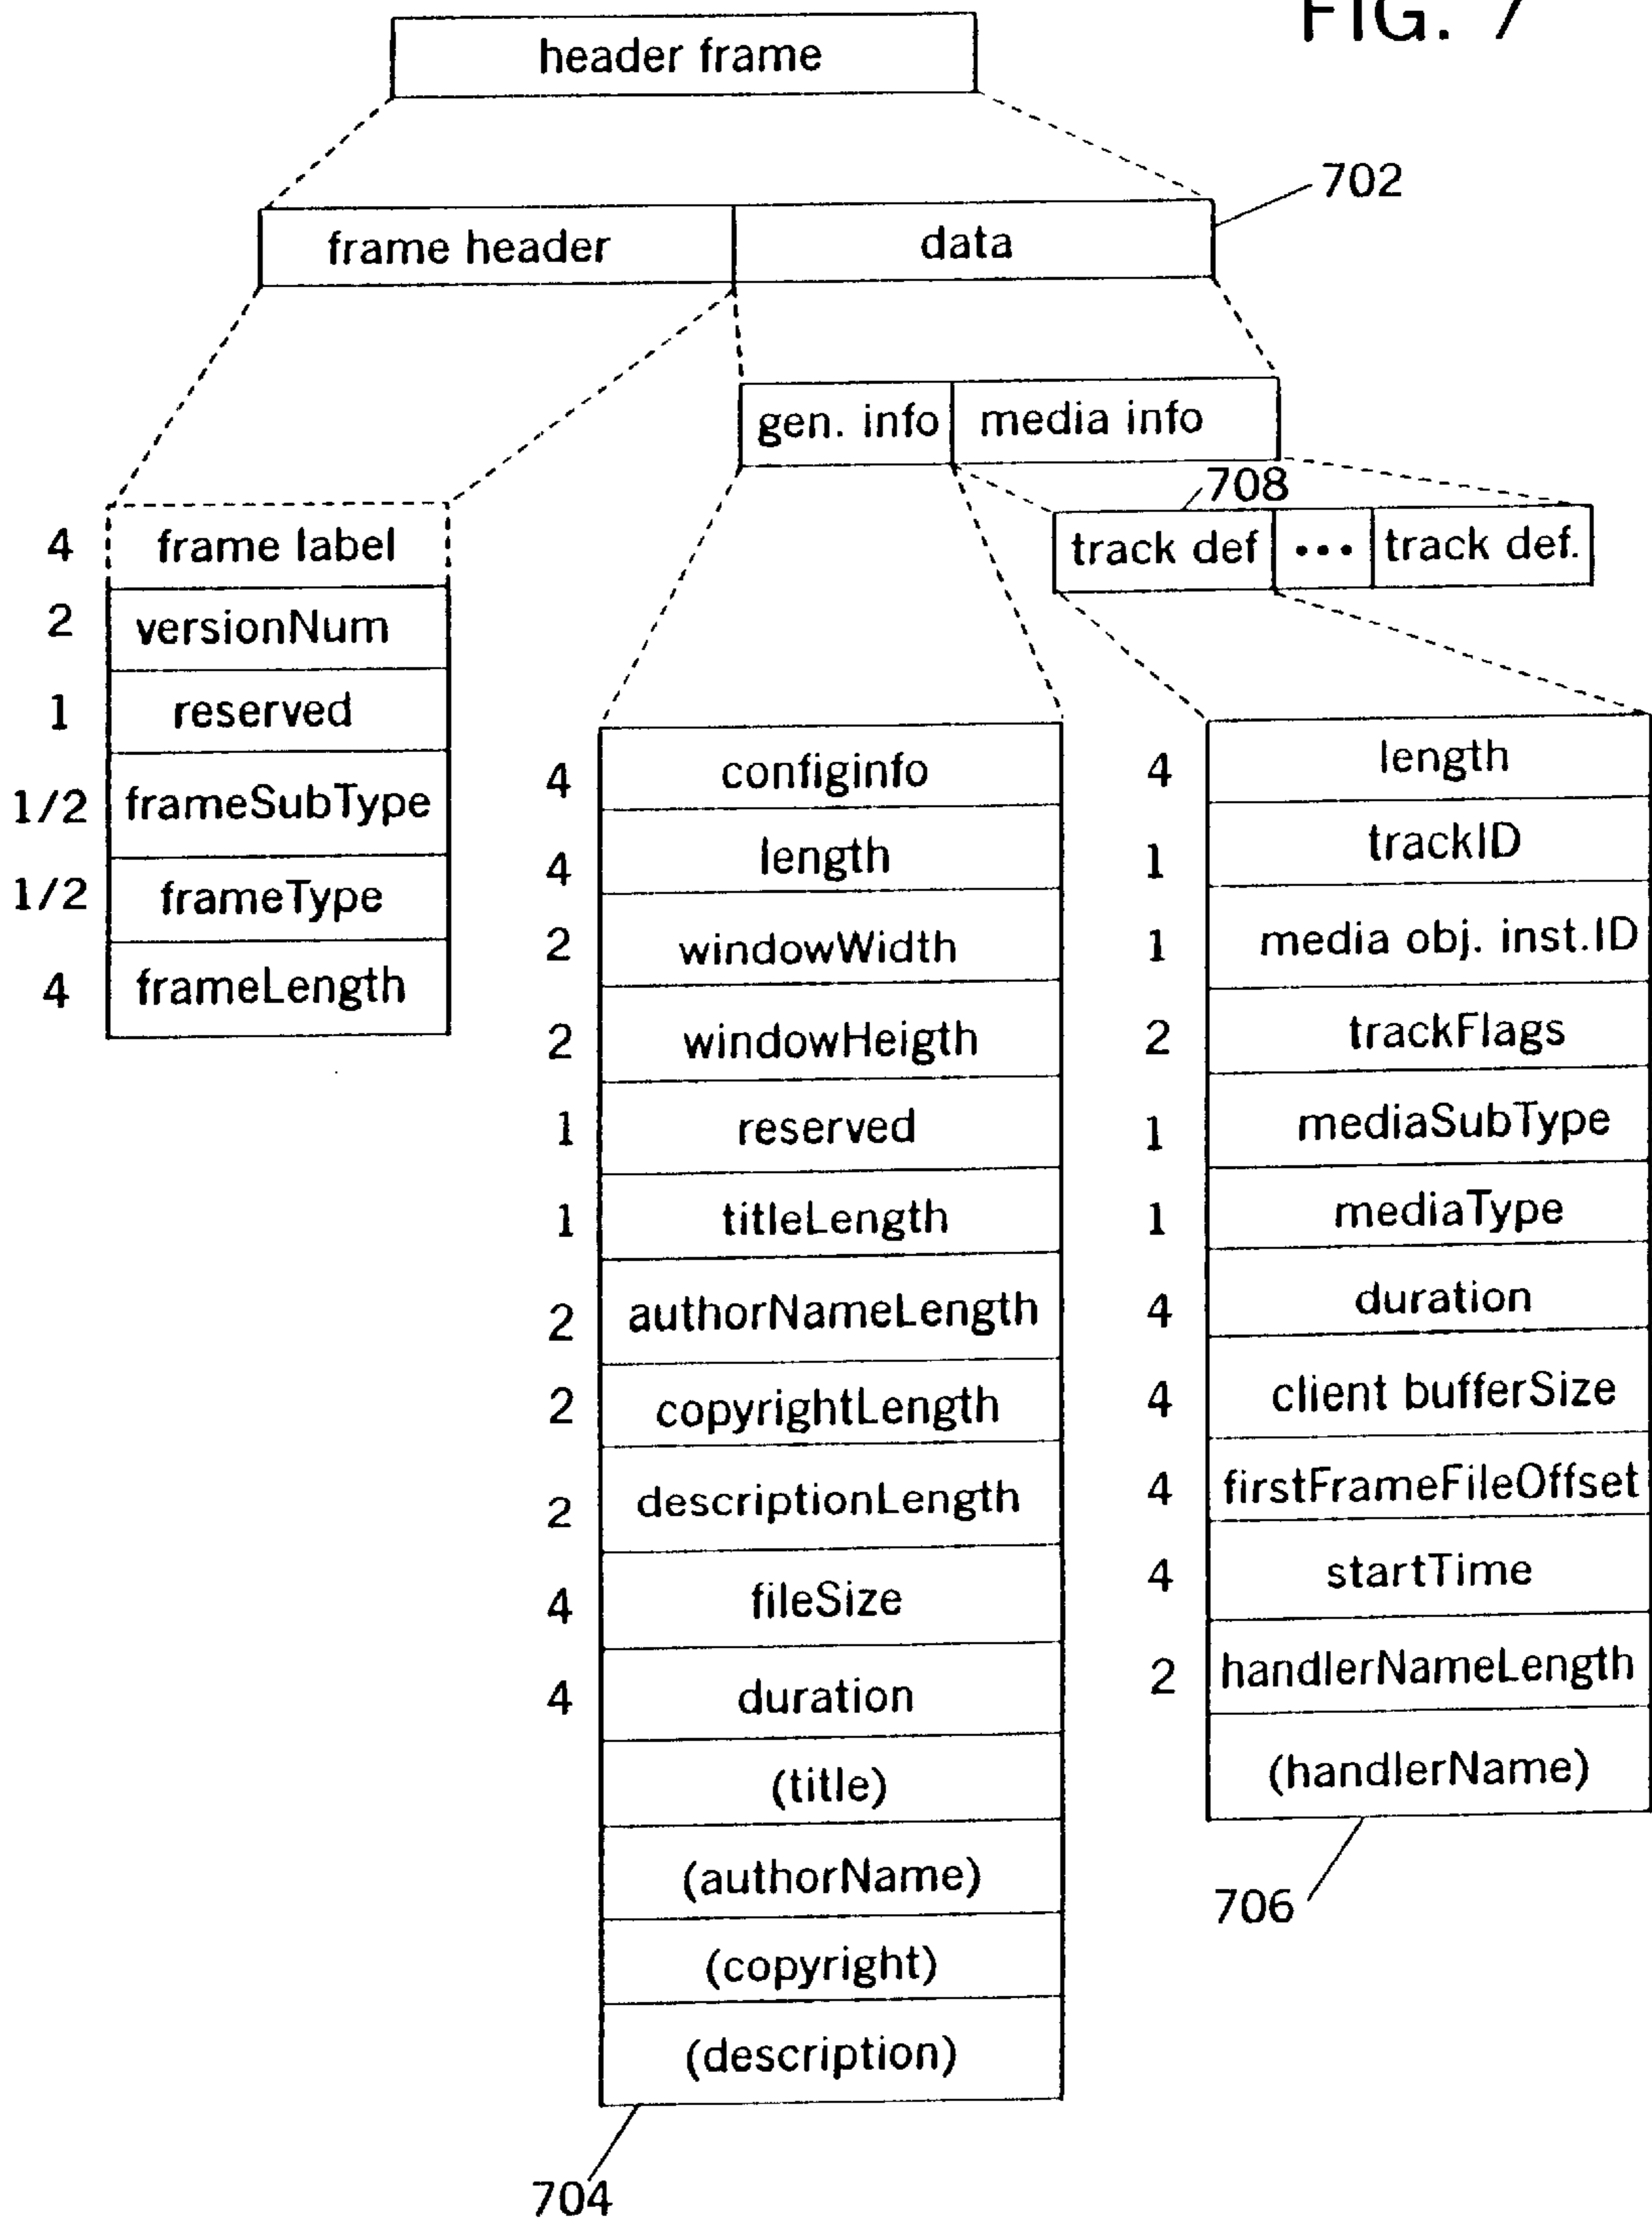 FIG. 7
header frame
702
frame header data
gen. info media info
708
track def ... track def.
4 frame label
2 versionNum
1 reserved
1/2 frameSubType
1/2 frameType
4 frameLength
4 configinfo
4 length
2 windowWidth
2 windowHeigth
1 reserved
1 titleLength
2 authorNameLength
2 copyrightLength
2 descriptionLength
4 fileSize
4 duration
(title)
(authorName)
(copyright)
(description)
704
4 length
1 trackID
1 media obj. inst.ID
2 trackFlags
1 mediaSubType
1 mediaType
4 duration
4 client bufferSize
4 firstFrameFileOffset
4 startTime
2 handlerNameLength
(handlerName)
706